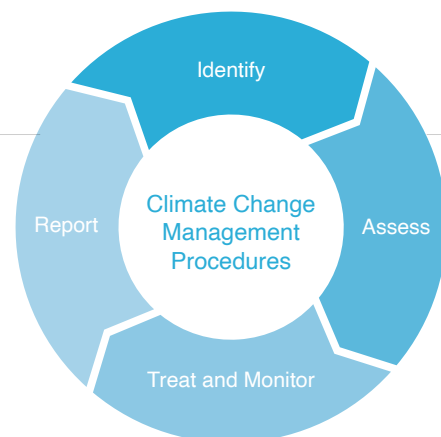 Identify
Climate Change
Management
Procedures
Report
Assess
Treat and Monitor